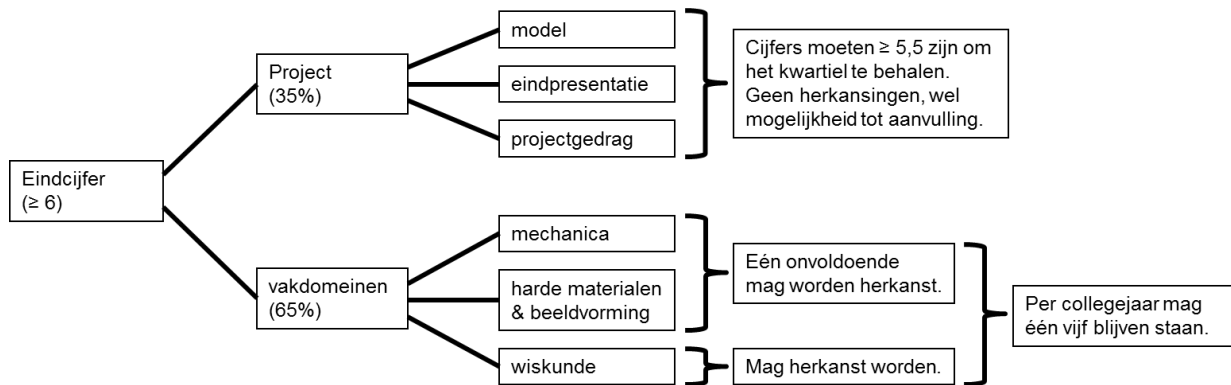 Eindcijfer
(≥ 6)
Project
(35%)
model
eindpresentatie
projectgedrag
Cijfers moeten ≥ 5,5 zijn om
het kwartiel te behalen.
Geen herkansingen, wel
mogelijkheid tot aanvulling.
vakdomeinen
(65%)
mechanica
harde materialen
& beeldvorming
wiskunde
Eén onvoldoende
mag worden herkanst.
Mag herkanst worden.
Per collegejaar mag
één vijf blijven staan.